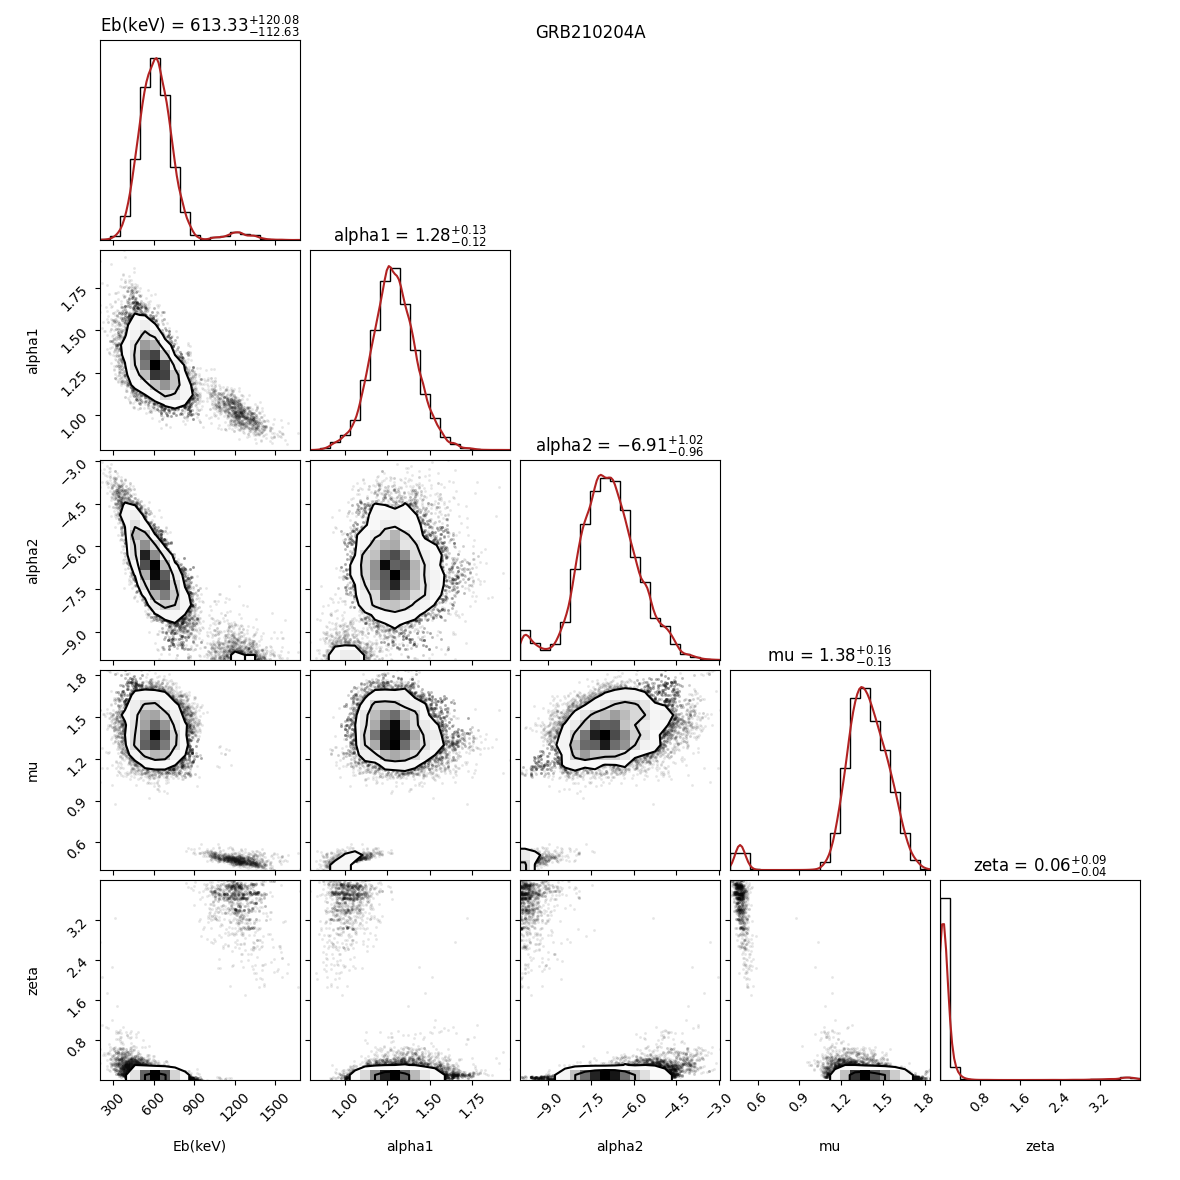 Eb(keV) = 613.33+120.08−112.63
GRB210204A
alpha1 = 1.28+0.13−0.12
1.75
1.50
1.25
1.00
alpha1
alpha2 = −6.91+1.02−0.96
−3.0
−4.5
−6.0
−7.5
−9.0
alpha2
mu = 1.38+0.16−0.13
1.8
1.5
1.2
0.9
0.6
mu
zeta = 0.06+0.09−0.04
3.2
2.4
1.6
0.8
zeta
300 600 900 1200 1500
1.00 1.25 1.50 1.75
−9.0 −7.5 −6.0 −4.5 −3.0
0.6 0.9 1.2 1.5 1.8
0.8 1.6 2.4 3.2
Eb(keV) alpha1 alpha2 mu zeta